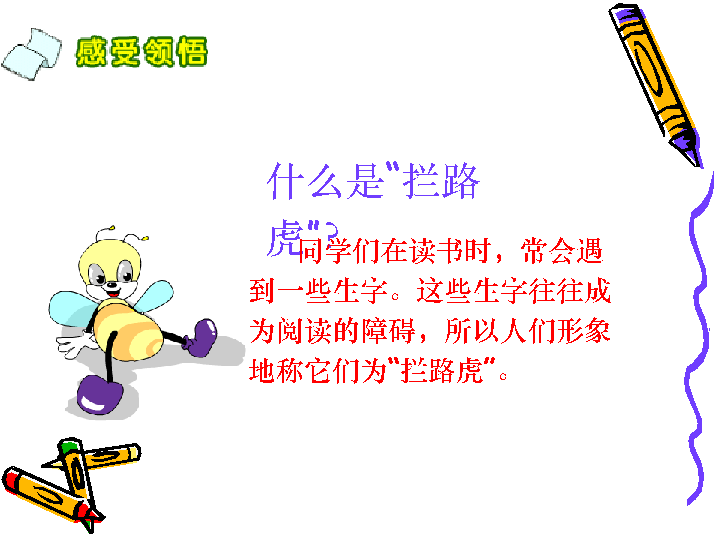 感受领悟
什么是“拦路
虎”?
同学们在读书时，常会遇
到一些生字。这些生字往往成
为阅读的障碍，所以人们形象
地称它们为“拦路虎”。